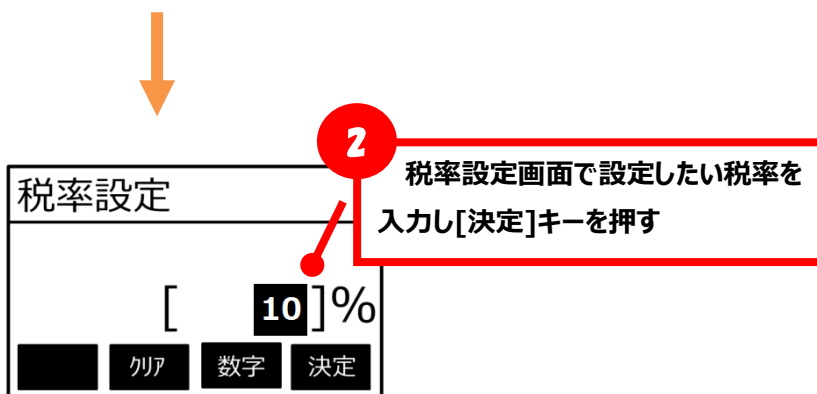 2
税率設定画面で設定したい税率を
入力し[決定]キーを押す
税率設定
[ 10]%
ｸﾘｱ 数字 決定